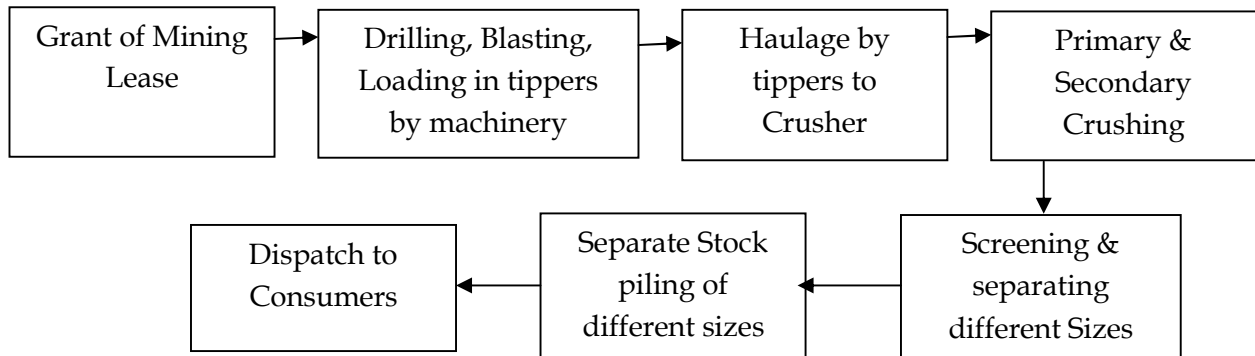 Grant of Mining
Lease
Drilling, Blasting,
Loading in tippers
by machinery
Haulage by
tippers to
Crusher
Primary &
Secondary
Crushing
Screening &
separating
different Sizes
Separate Stock
piling of
different sizes
Dispatch to
Consumers